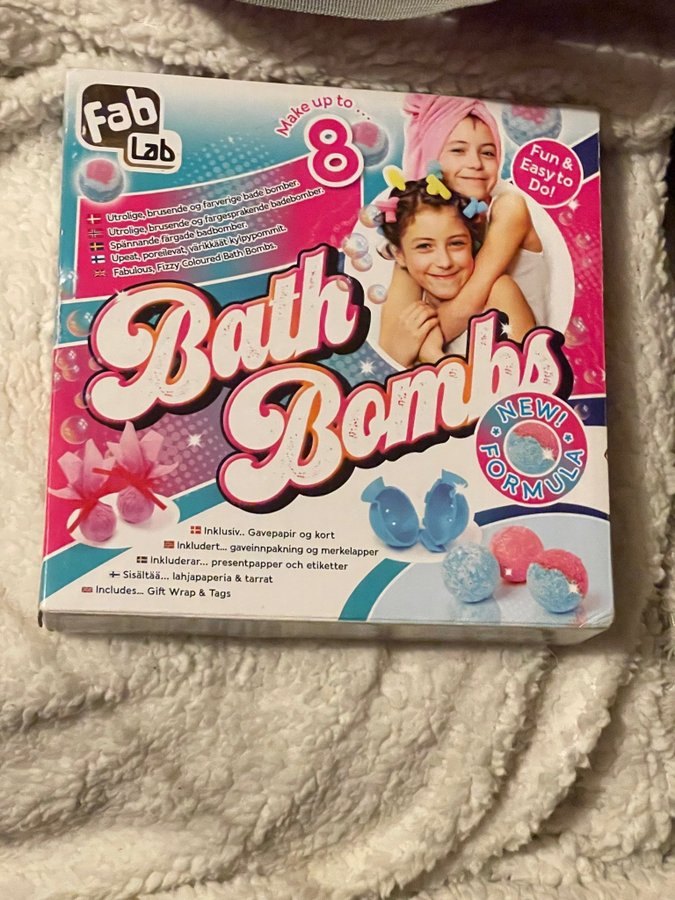 Fab
Lab
Make up to ...
8
Fun &
Easy to
Do!
Utrolige, brusende og farverige bade bomber.
Utrolige, brusende og fargesprakende badebomber.
Spännande färgade badbomber.
Upeat, poreilevat, värikkäät kylpypommit.
Fabulous, Fizzy Coloured Bath Bombs.
Bath
Bombs
NEW!
FORMULA
Inklusiv.. Gavepapir og kort
Inkludert... gaveinnpakning og merkelapper
Inkluderar... presentpapper och etiketter
Sisältää... lahjapaperia & tarrat
Includes... Gift Wrap & Tags